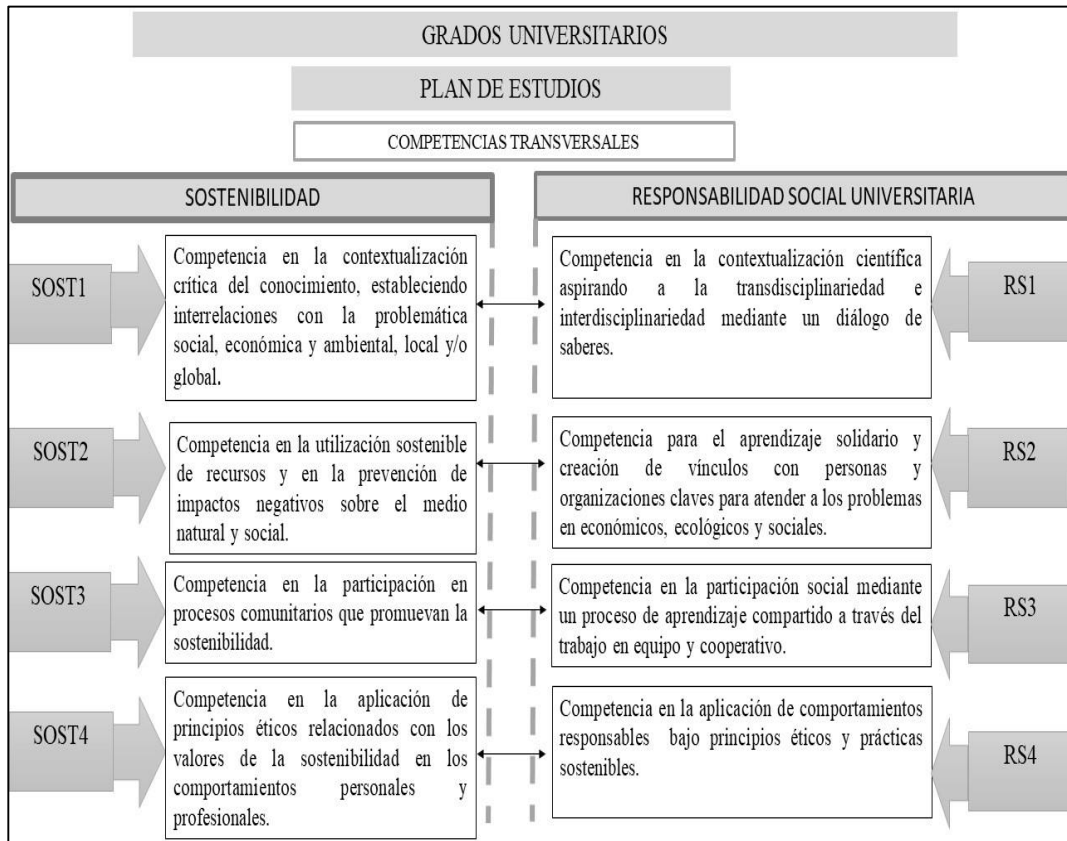 GRADOS UNIVERSITARIOS
PLAN DE ESTUDIOS
COMPETENCIAS TRANSVERSALES
SOSTENIBILIDAD
RESPONSABILIDAD SOCIAL UNIVERSITARIA
SOST1
Competencia en la contextualización
crítica del conocimiento, estableciendo
interrelaciones con la problemática
social, económica y ambiental, local y/o
global.
Competencia en la contextualización científica
aspirando a la transdisciplinariedad e
interdisciplinariedad mediante un diálogo de
saberes.
RS1
SOST2
Competencia en la utilización sostenible
de recursos y en la prevención de
impactos negativos sobre el medio
natural y social.
Competencia para el aprendizaje solidario y
creación de vínculos con personas y
organizaciones claves para atender a los problemas
en económicos, ecológicos y sociales.
RS2
SOST3
Competencia en la participación en
procesos comunitarios que promuevan la
sostenibilidad.
Competencia en la participación social mediante
un proceso de aprendizaje compartido a través del
trabajo en equipo y cooperativo.
RS3
SOST4
Competencia en la aplicación de
principios éticos relacionados con los
valores de la sostenibilidad en los
comportamientos personales y
profesionales.
Competencia en la aplicación de comportamientos
responsables bajo principios éticos y prácticas
sostenibles.
RS4